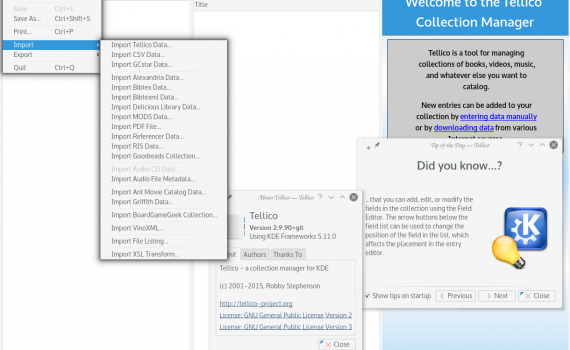 Save Ctrl+S
Save As... Ctrl+Shift+S
Print... Ctrl+P
Import
Export
Quit Ctrl+Q
Import Tellico Data...
Import CSV Data...
Import GCstar Data...
Import Alexandria Data...
Import Bibtex Data...
Import Bibtexml Data...
Import Delicious Library Data...
Import MODS Data...
Import PDF File...
Import Referencer Data...
Import RIS Data...
Import Goodreads Collection...
Import Audio CD Data...
Import Audio File Metadata...
Import Ant Movie Catalog Data...
Import Griffith Data...
Import BoardGameGeek Collection...
Import VinoXML...
Import File Listing...
Import XSL Transform...
Title
Welcome to the Tellico
Collection Manager
Tellico is a tool for managing
collections of books, videos, music,
and whatever else you want to
catalog.
New entries can be added to your
collection by entering data manually
or by downloading data from various
Tip of the Day — Tellico
Did you know...?
...that you can add, edit, or modify the
fields in the collection using the Field
Editor. The arrow buttons below the
field list can be used to change the
position of the field in the list, which
affects the placement in the entry
editor.
Show tips on startup
< Previous
> Next
Close
About Tellico — Tellico
Tellico
Version 2.9.90+git
Using KDE Frameworks 5.11.0
Authors Thanks To
Tellico - a collection manager for KDE
(c) 2001-2015, Robby Stephenson
http://tellico-project.org
License: GNU General Public License Version 2
License: GNU General Public License Version 3
Close